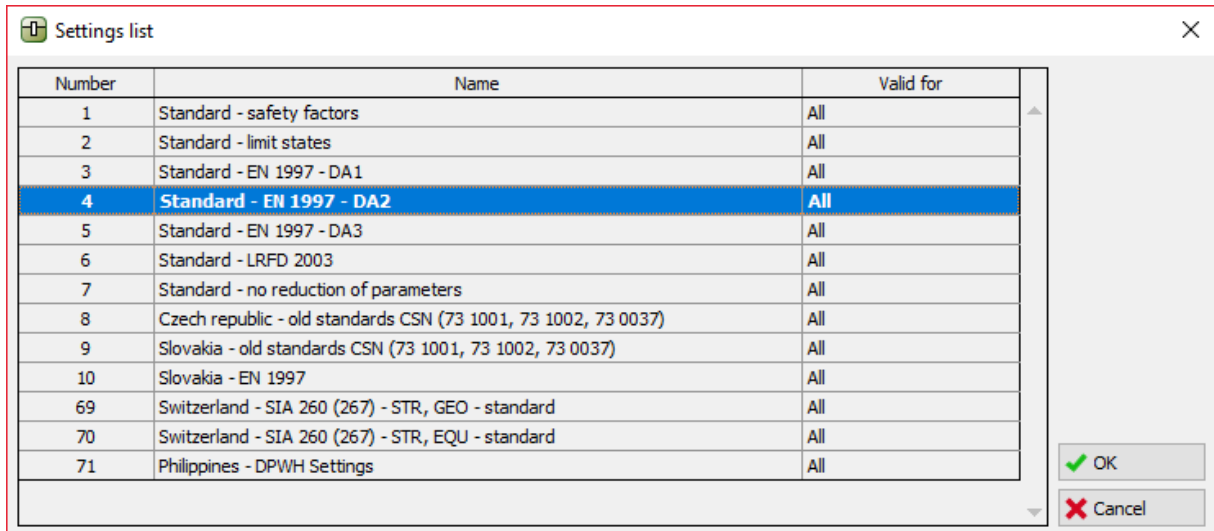 Settings list
Number Name Valid for
1 Standard - safety factors All
2 Standard - limit states All
3 Standard - EN 1997 - DA1 All
4 Standard - EN 1997 - DA2 All
5 Standard - EN 1997 - DA3 All
6 Standard - LRFD 2003 All
7 Standard - no reduction of parameters All
8 Czech republic - old standards CSN (73 1001, 73 1002, 73 0037) All
9 Slovakia - old standards CSN (73 1001, 73 1002, 73 0037) All
10 Slovakia - EN 1997 All
69 Switzerland - SIA 260 (267) - STR, GEO - standard All
70 Switzerland - SIA 260 (267) - STR, EQU - standard All
71 Philippines - DPWH Settings All
OK
Cancel